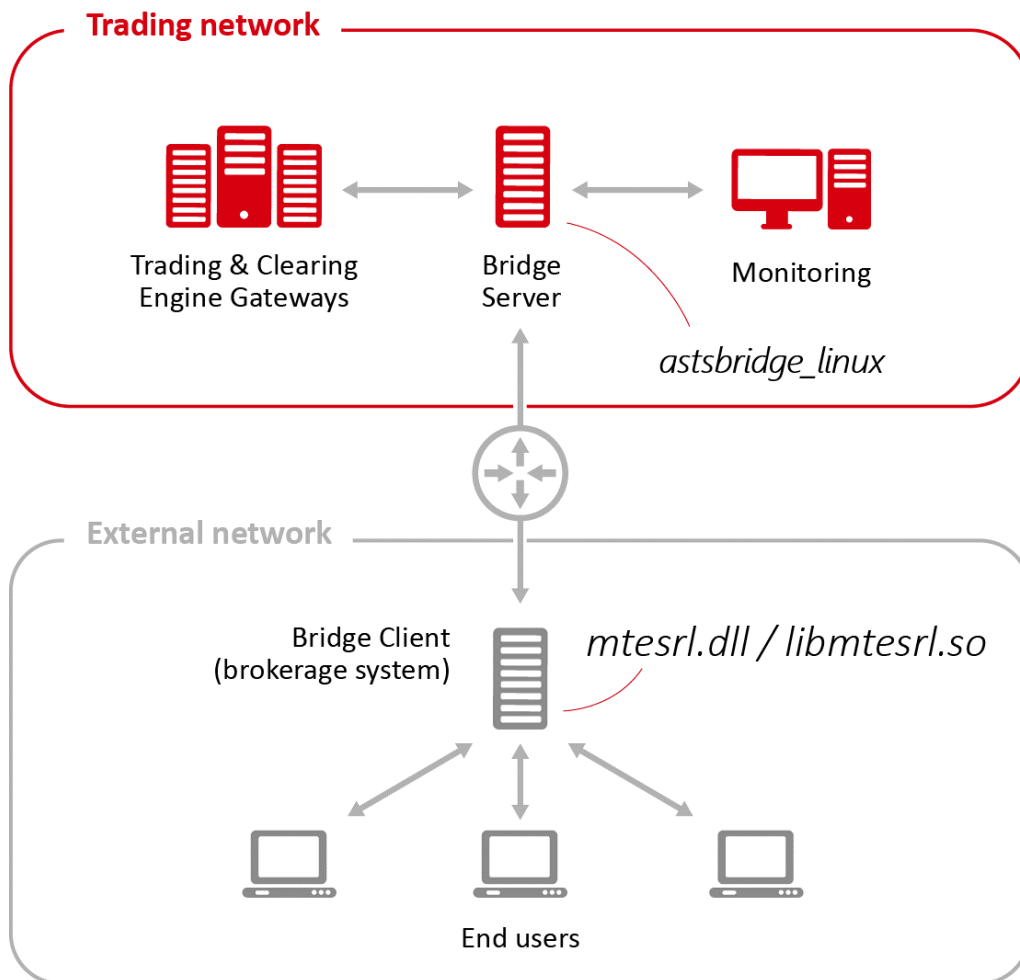 Trading network
Trading & Clearing
Engine Gateways
Bridge
Server
Monitoring
astsbridge_linux
External network
Bridge Client
(brokerage system)
mtesrl.dll / libmtesrl.so
End users